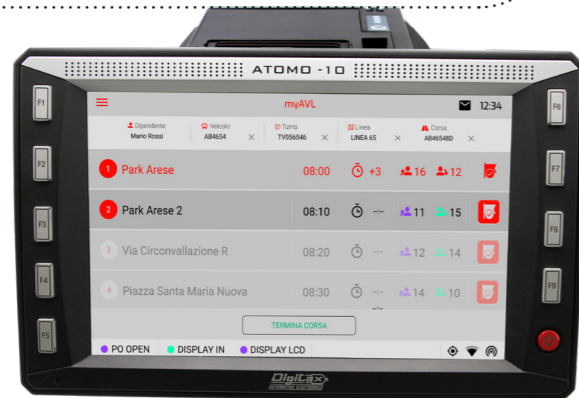 ATOMO -10
F1
F2
F3
F4
F5
F6
F7
F8
F9
myAVL 12:34
Dipendente Veicolo Turno Linea Corsa
Mario Rossi AB4654 × TV056546 × LINEA 65 × AB46548D ×
1 Park Arese 08:00 +3 16 12
2 Park Arese 2 08:10 -:- 11 15
3 Via Circonvallazione R 08:20 -:- 12 14
4 Piazza Santa Maria Nuova 08:30 -:- 14 10
-:-
TERMINA CORSA
PO OPEN DISPLAY IN DISPLAY LCD
Digitax
AUTOMOTIVE ELECTRONICS